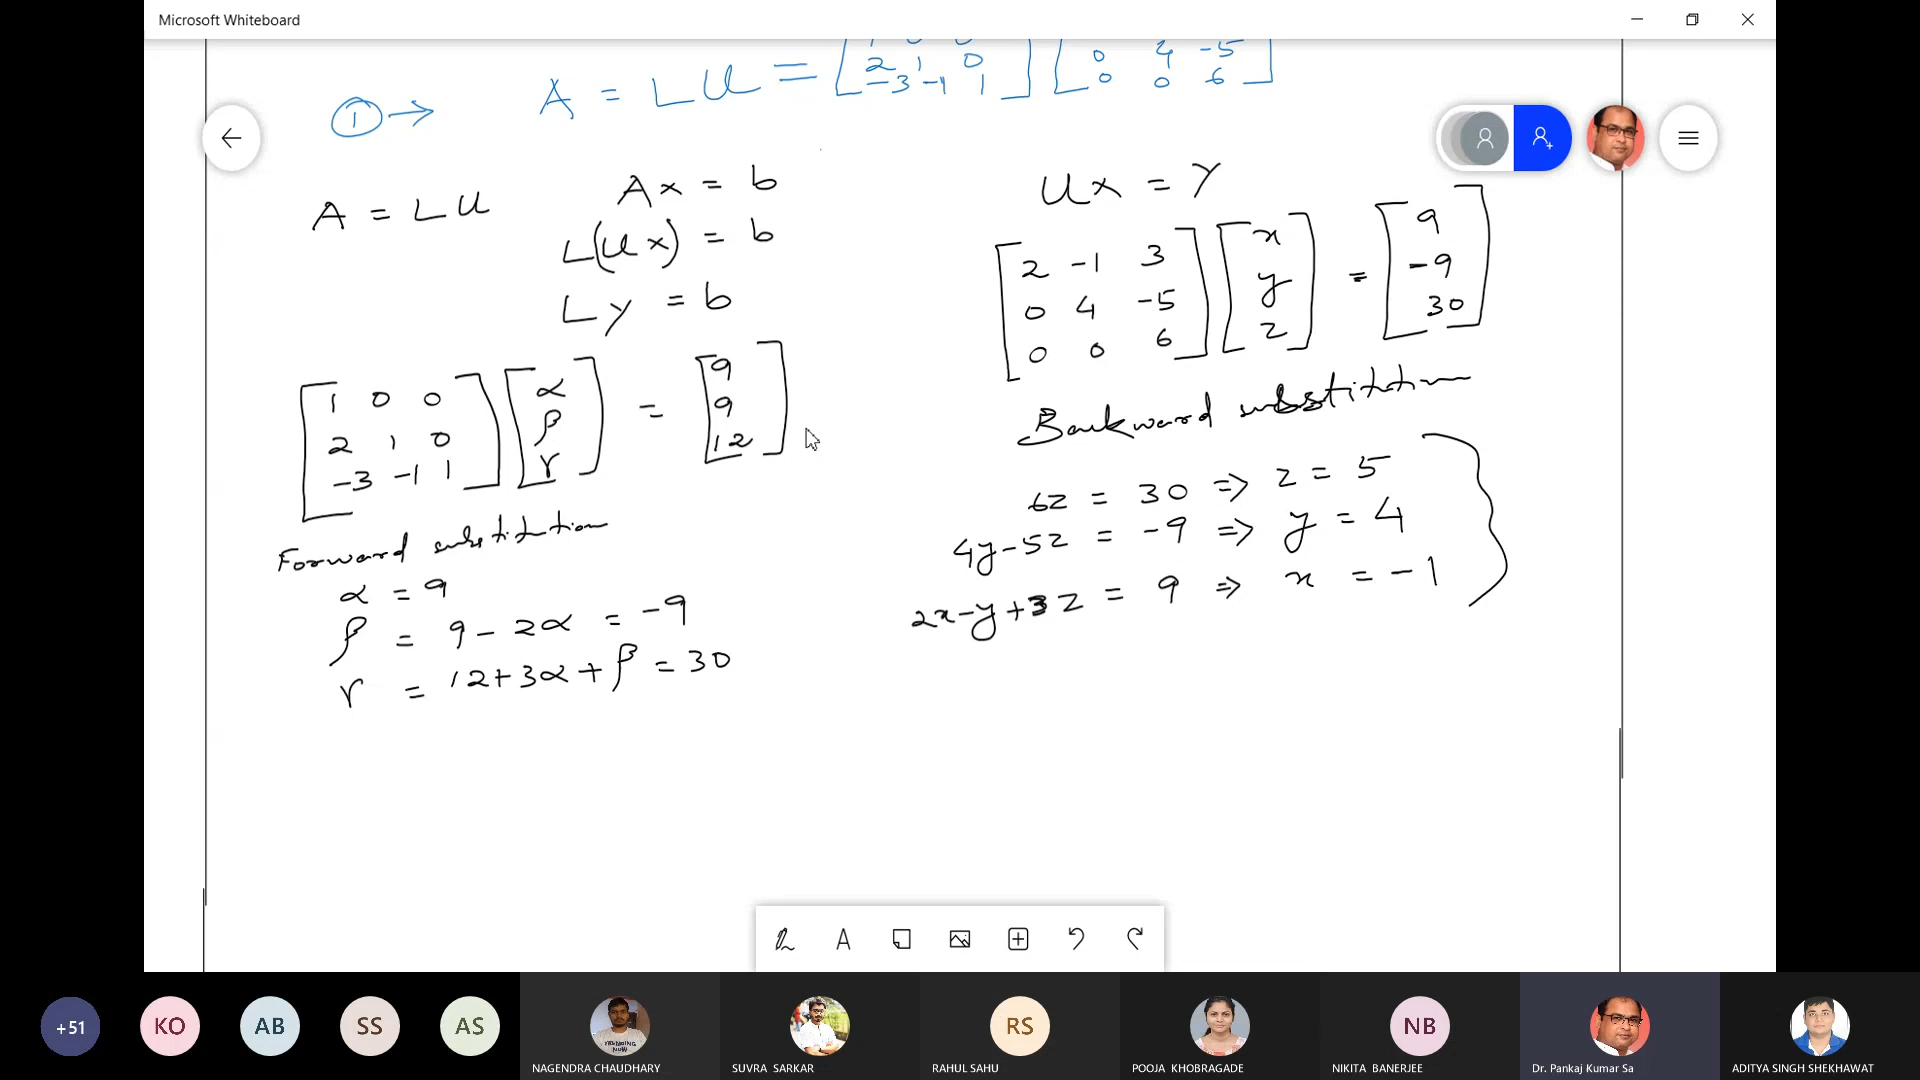 Microsoft Whiteboard
① → A = LU = [2 1 0; -3 -1 1] [0 4 -5; 0 0 6]
A = LU
Ax = b
L(Ux) = b
Ly = b
[1 0 0; 2 1 0; -3 -1 1] [α; β; γ] = [9; 9; 12]
Forward substitution
α = 9
β = 9 - 2α = -9
γ = 12 + 3α + β = 30
Ux = Y
[2 -1 3; 0 4 -5; 0 0 6] [x; y; z] = [9; -9; 30]
Backward substitution
6z = 30 => z = 5
4y - 5z = -9 => y = 4
2x - y + 3z = 9 => x = -1
+51 KO AB SS AS RS NB
NAGENDRA CHAUDHARY SUVRA SARKAR RAHUL SAHU POOJA KHOBRAGADE NIKITA BANERJEE Dr. Pankaj Kumar Sa ADITYA SINGH SHEKHAWAT